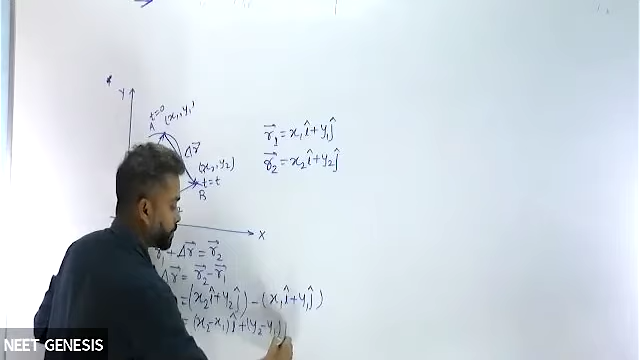 Y
t=0 (x₁,y₁)
A
Δr⃗
(x₂,y₂)
t=t
B
X
r⃗₁ = x₁î+y₁ĵ
r⃗₂ = x₂î+y₂ĵ
r₁ + Δr⃗ = r⃗₂
Δr⃗ = r⃗₂-r⃗₁
= (x₂î+y₂ĵ) - (x₁î+y₁ĵ)
= (x₂-x₁)î+(y₂-y₁)ĵ
NEET GENESIS